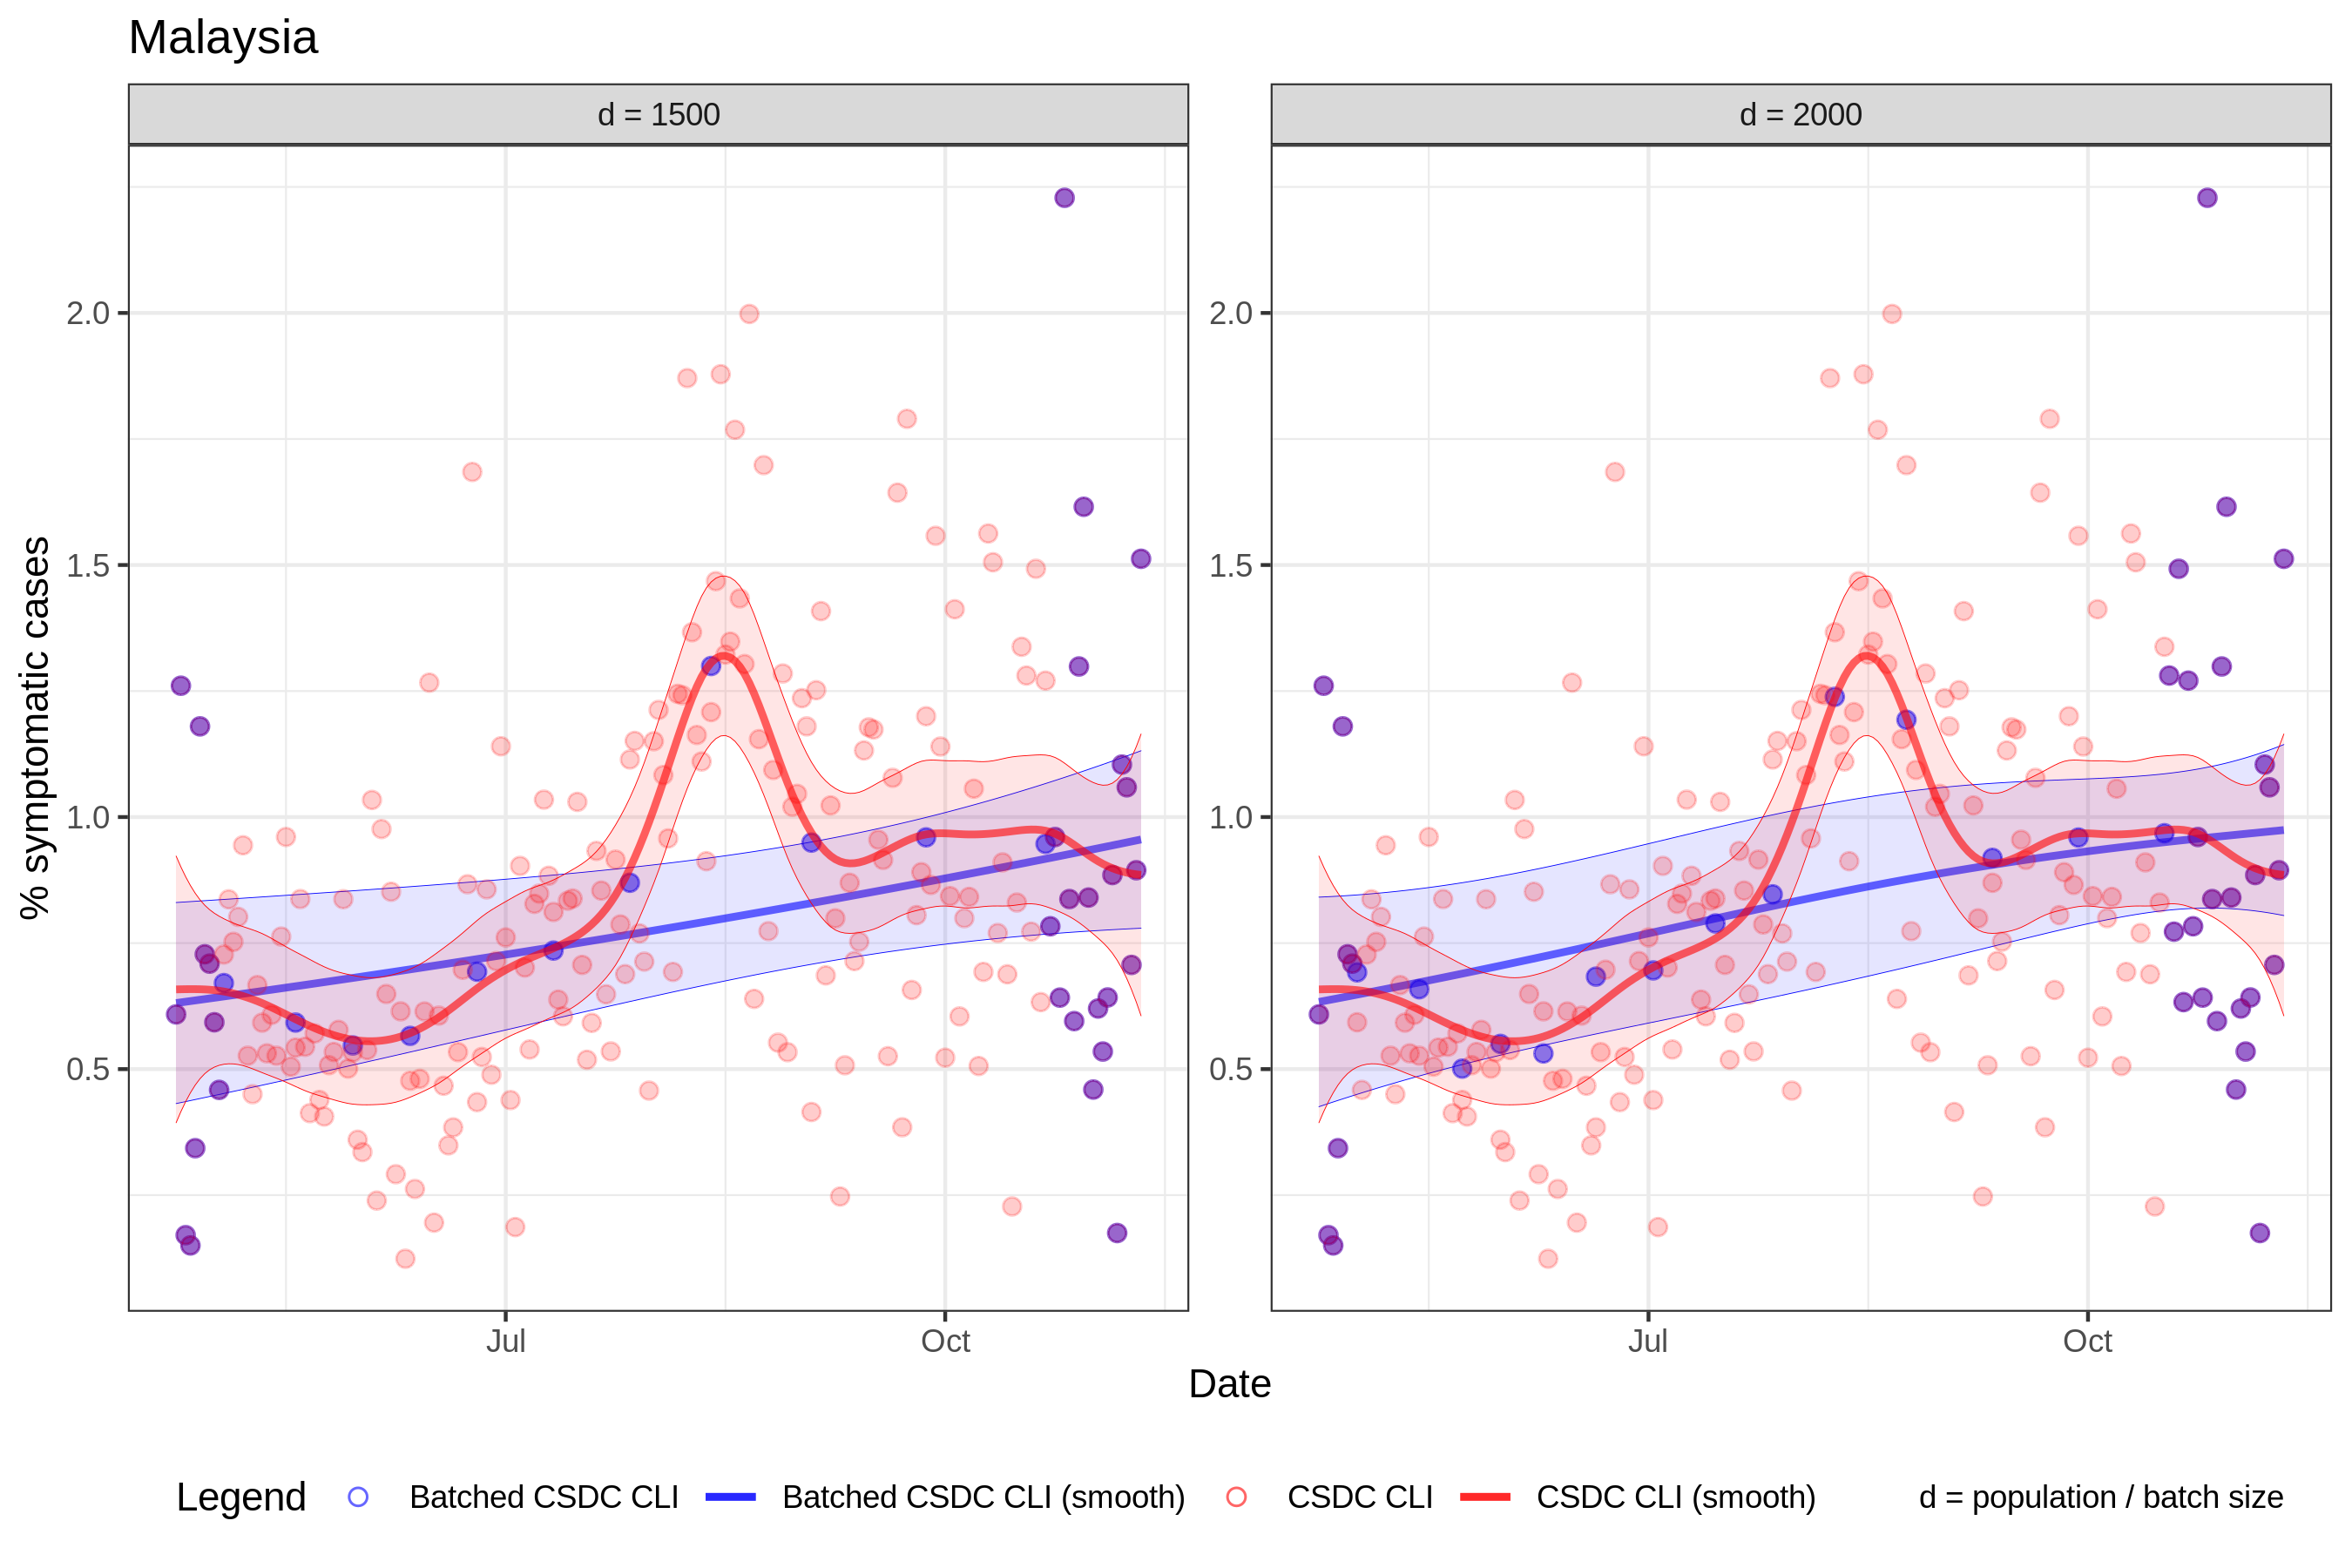 Malaysia
d = 1500
d = 2000
% symptomatic cases
2.0
1.5
1.0
0.5
2.0
1.5
1.0
0.5
Jul
Oct
Jul
Oct
Date
Legend
Batched CSDC CLI
Batched CSDC CLI (smooth)
CSDC CLI
CSDC CLI (smooth)
d = population / batch size